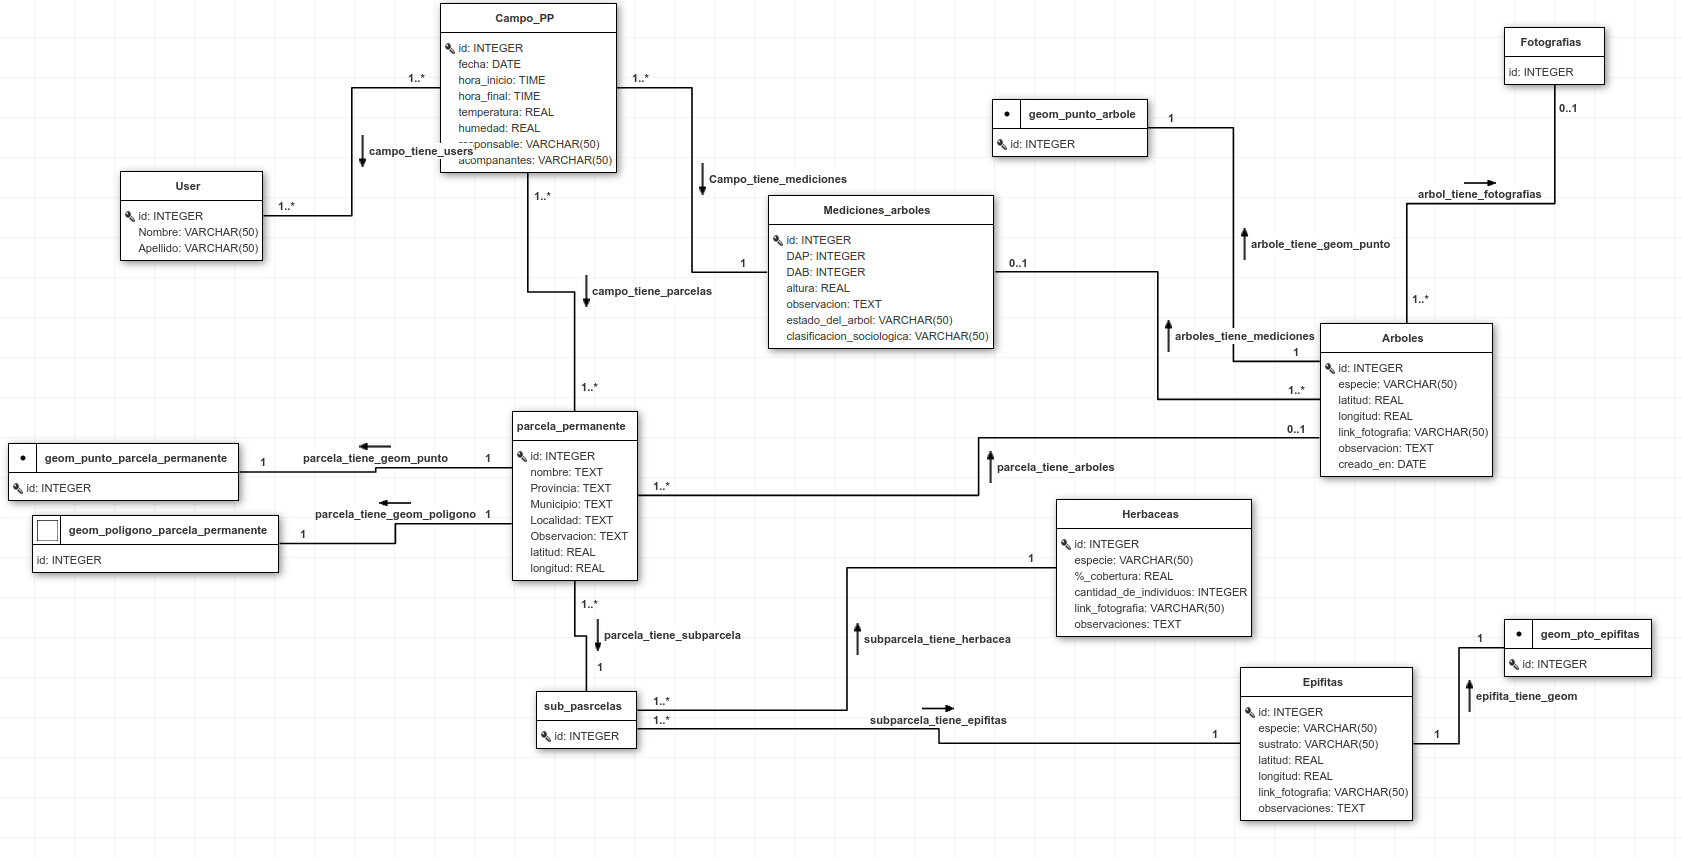 Campo_PP
id: INTEGER
fecha: DATE
hora_inicio: TIME
hora_final: TIME
temperatura: REAL
humedad: REAL
responsable: VARCHAR(50)
acompanantes: VARCHAR(50)
1..*
1..*
1..*
campo_tiene_users
User
id: INTEGER
Nombre: VARCHAR(50)
Apellido: VARCHAR(50)
1..*
Campo_tiene_mediciones
1
Mediciones_arboles
id: INTEGER
DAP: INTEGER
DAB: INTEGER
altura: REAL
observacion: TEXT
estado_del_arbol: VARCHAR(50)
clasificacion_sociologica: VARCHAR(50)
0..1
geom_punto_arbole
id: INTEGER
1
arbole_tiene_geom_punto
Fotografias
id: INTEGER
0..1
arbol_tiene_fotografias
1..*
arboles_tiene_mediciones
1
1..*
0..1
Arboles
id: INTEGER
especie: VARCHAR(50)
latitud: REAL
longitud: REAL
link_fotografia: VARCHAR(50)
observacion: TEXT
creado_en: DATE
campo_tiene_parcelas
1..*
parcela_permanente
id: INTEGER
nombre: TEXT
Provincia: TEXT
Municipio: TEXT
Localidad: TEXT
Observacion: TEXT
latitud: REAL
longitud: REAL
geom_punto_parcela_permanente
id: INTEGER
1
parcela_tiene_geom_punto
1
geom_poligono_parcela_permanente
id: INTEGER
1
parcela_tiene_geom_poligono
1
1..*
parcela_tiene_arboles
Herbaceas
id: INTEGER
especie: VARCHAR(50)
%_cobertura: REAL
cantidad_de_individuos: INTEGER
link_fotografia: VARCHAR(50)
observaciones: TEXT
1
subparcela_tiene_herbacea
1..*
parcela_tiene_subparcela
1
sub_pasrcelas
id: INTEGER
1..*
1..*
subparcela_tiene_epifitas
1
Epifitas
id: INTEGER
especie: VARCHAR(50)
sustrato: VARCHAR(50)
latitud: REAL
longitud: REAL
link_fotografia: VARCHAR(50)
observaciones: TEXT
1
epifita_tiene_geom
1
geom_pto_epifitas
id: INTEGER